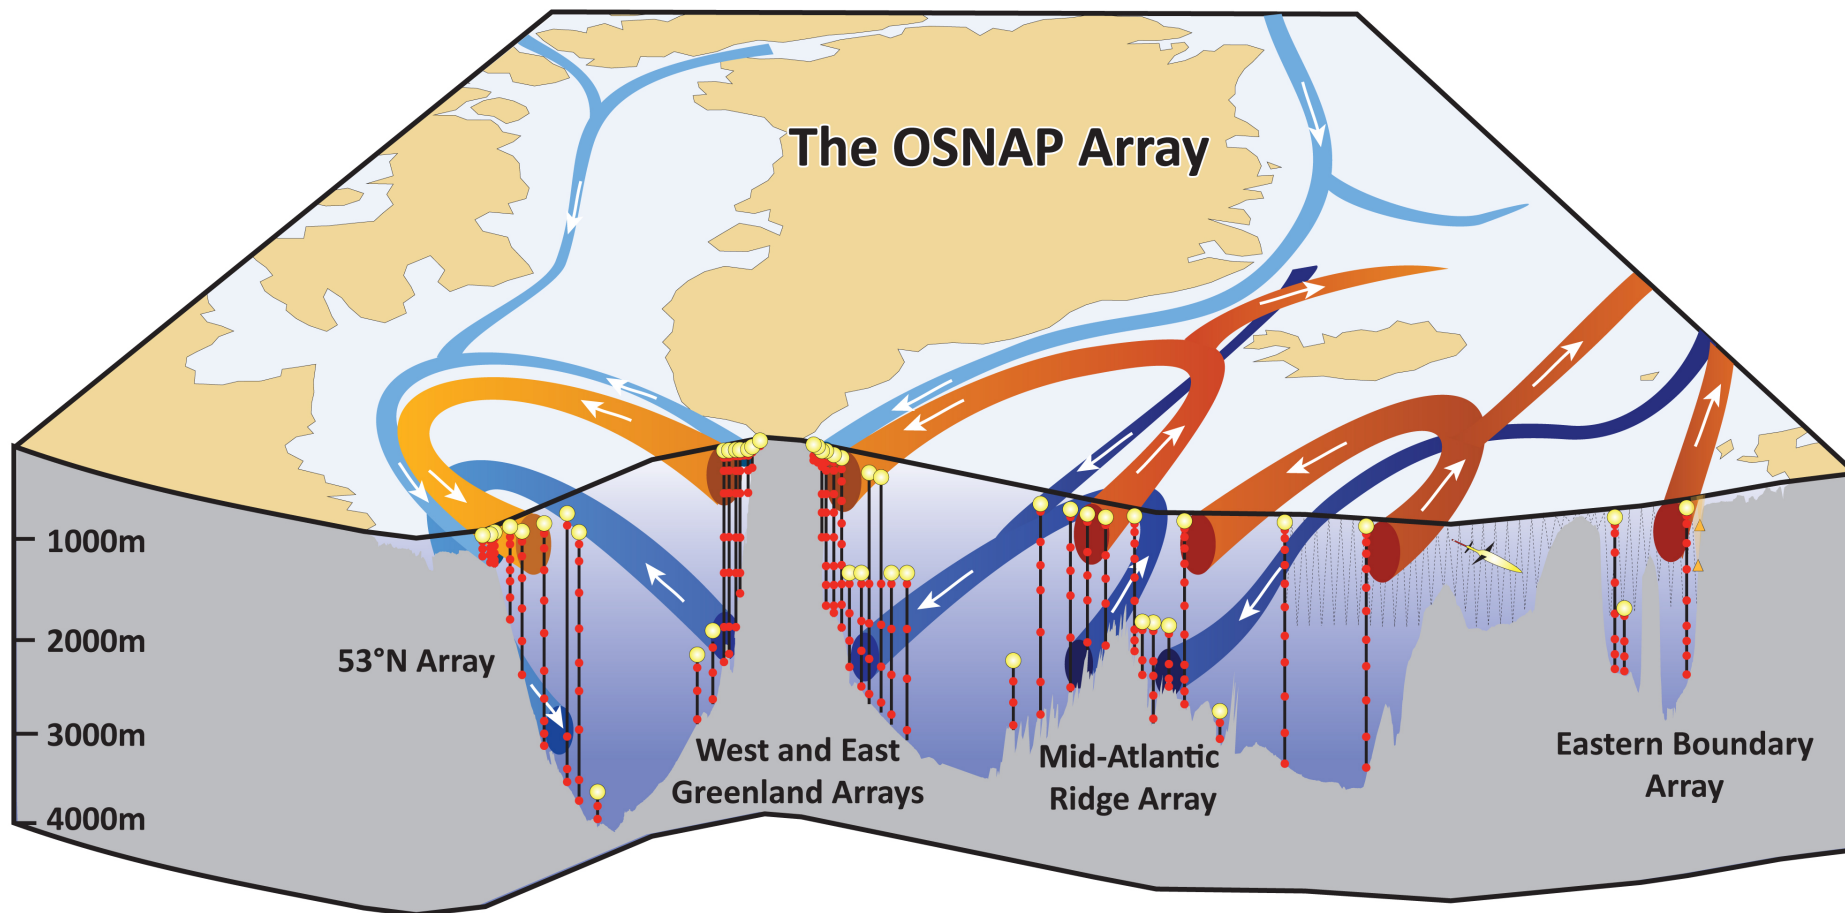 The OSNAP Array
1000m
2000m
3000m
4000m
53°N Array
West and East
Greenland Arrays
Mid-Atlantic
Ridge Array
Eastern Boundary
Array